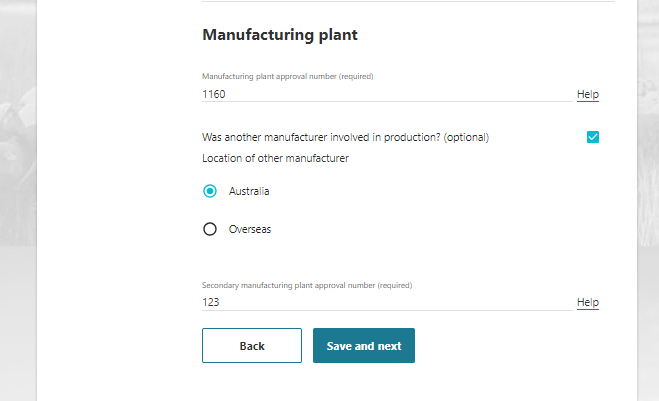 Manufacturing plant
Manufacturing plant approval number (required)
1160
Help
Was another manufacturer involved in production? (optional)
Location of other manufacturer
Australia
Overseas
Secondary manufacturing plant approval number (required)
123
Help
Back
Save and next